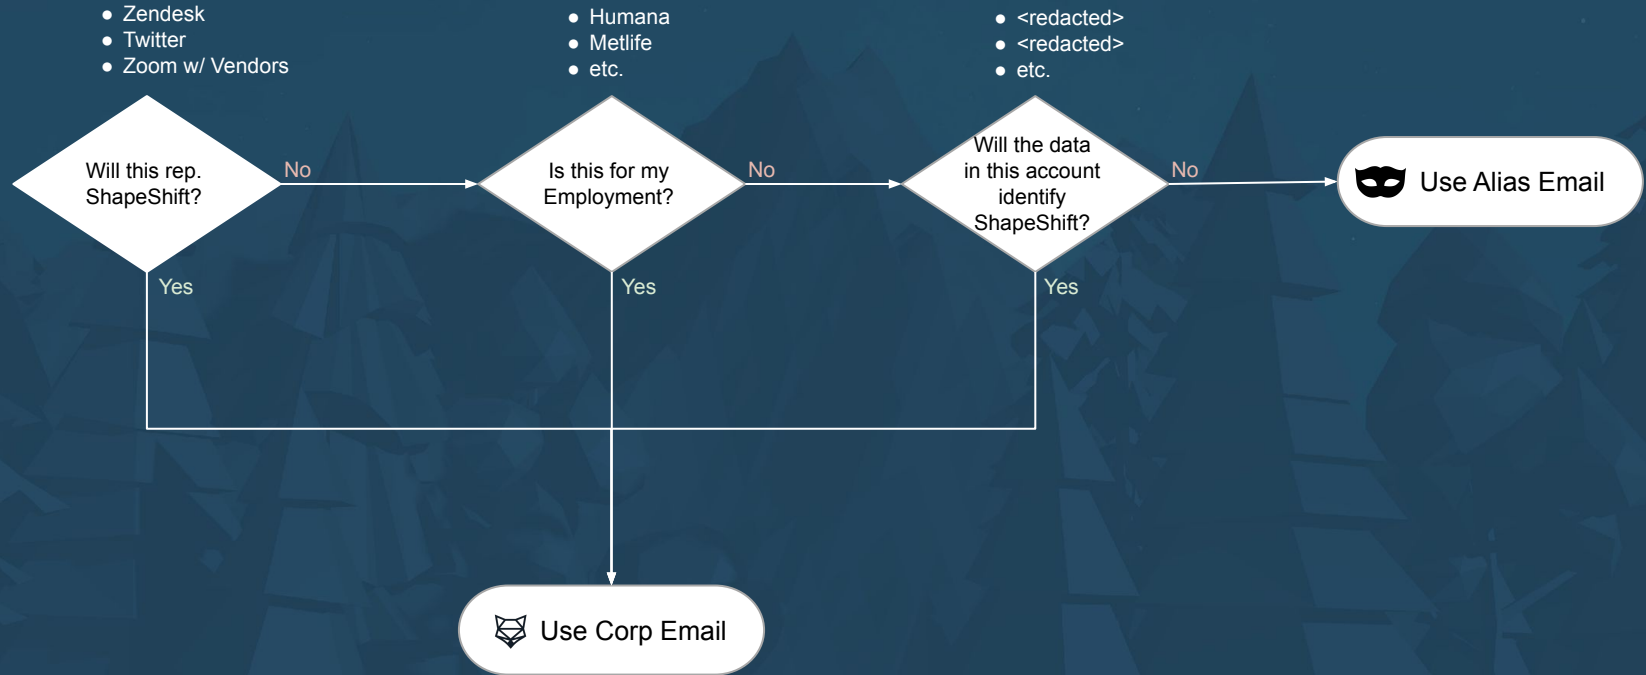 ● Zendesk
● Twitter
● Zoom w/ Vendors
● Humana
● Metlife
● etc.
● <redacted>
● <redacted>
● etc.
Will this rep.
ShapeShift?
No
Is this for my
Employment?
No
Will the data
in this account
identify
ShapeShift?
No
Use Alias Email
Yes
Yes
Yes
Use Corp Email